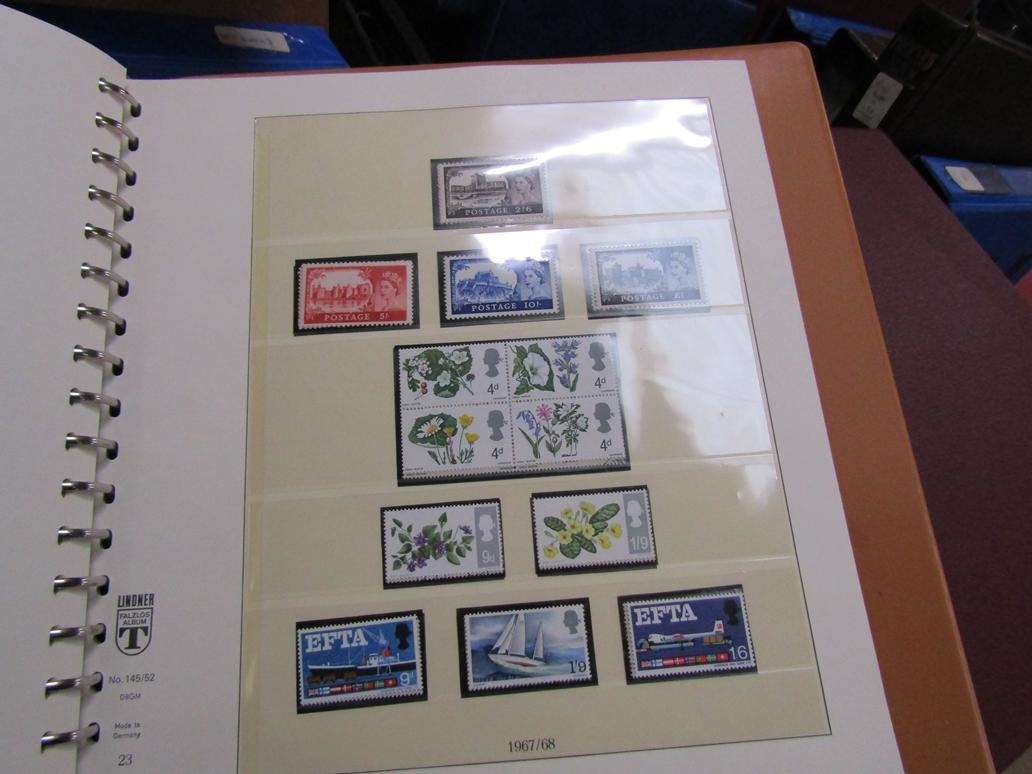 POSTAGE 2/6
POSTAGE 5/-
POSTAGE 10/-
POSTAGE £1
4d
4d
4d
4d
9d
1/9
EFTA
9d
1'9
EFTA
1'6
LINDNER
FALZLOS
ALBUM
T
No. 145/52
DBGM
Made in
Germany
23
1967/68